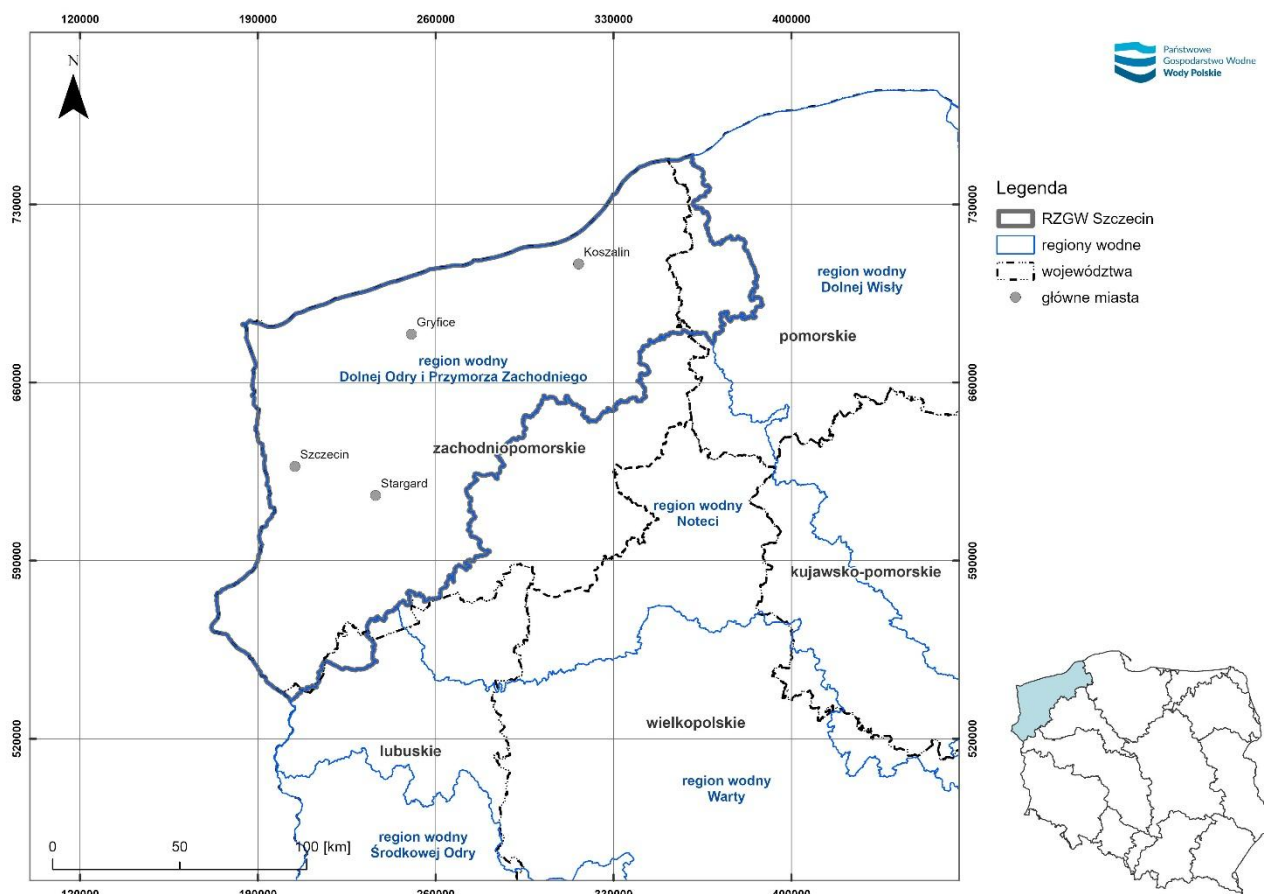 120000 190000 260000 330000 400000
N
Państwowe
Gospodarstwo Wodne
Wody Polskie
730000 730000
Legenda
RZGW Szczecin
regiony wodne
województwa
główne miasta
Koszalin
region wodny
Dolnej Wisły
pomorskie
Gryfice
region wodny
Dolnej Odry i Przymorza Zachodniego
660000 660000
zachodniopomorskie
Szczecin
Stargard
region wodny
Noteci
590000 590000
kujawsko-pomorskie
wielkopolskie
520000 520000
lubuskie
region wodny
Warty
region wodny
Środkowej Odry
0 50 100 [km]
120000 190000 260000 330000 400000